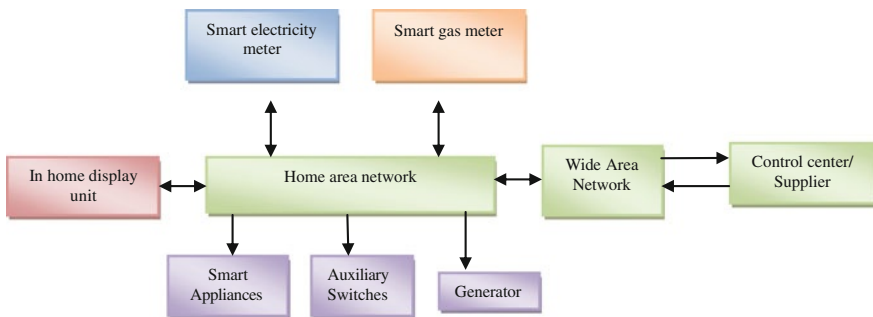 Smart electricity
meter
Smart gas meter
In home display
unit
Home area network
Wide Area
Network
Control center/
Supplier
Smart
Appliances
Auxiliary
Switches
Generator